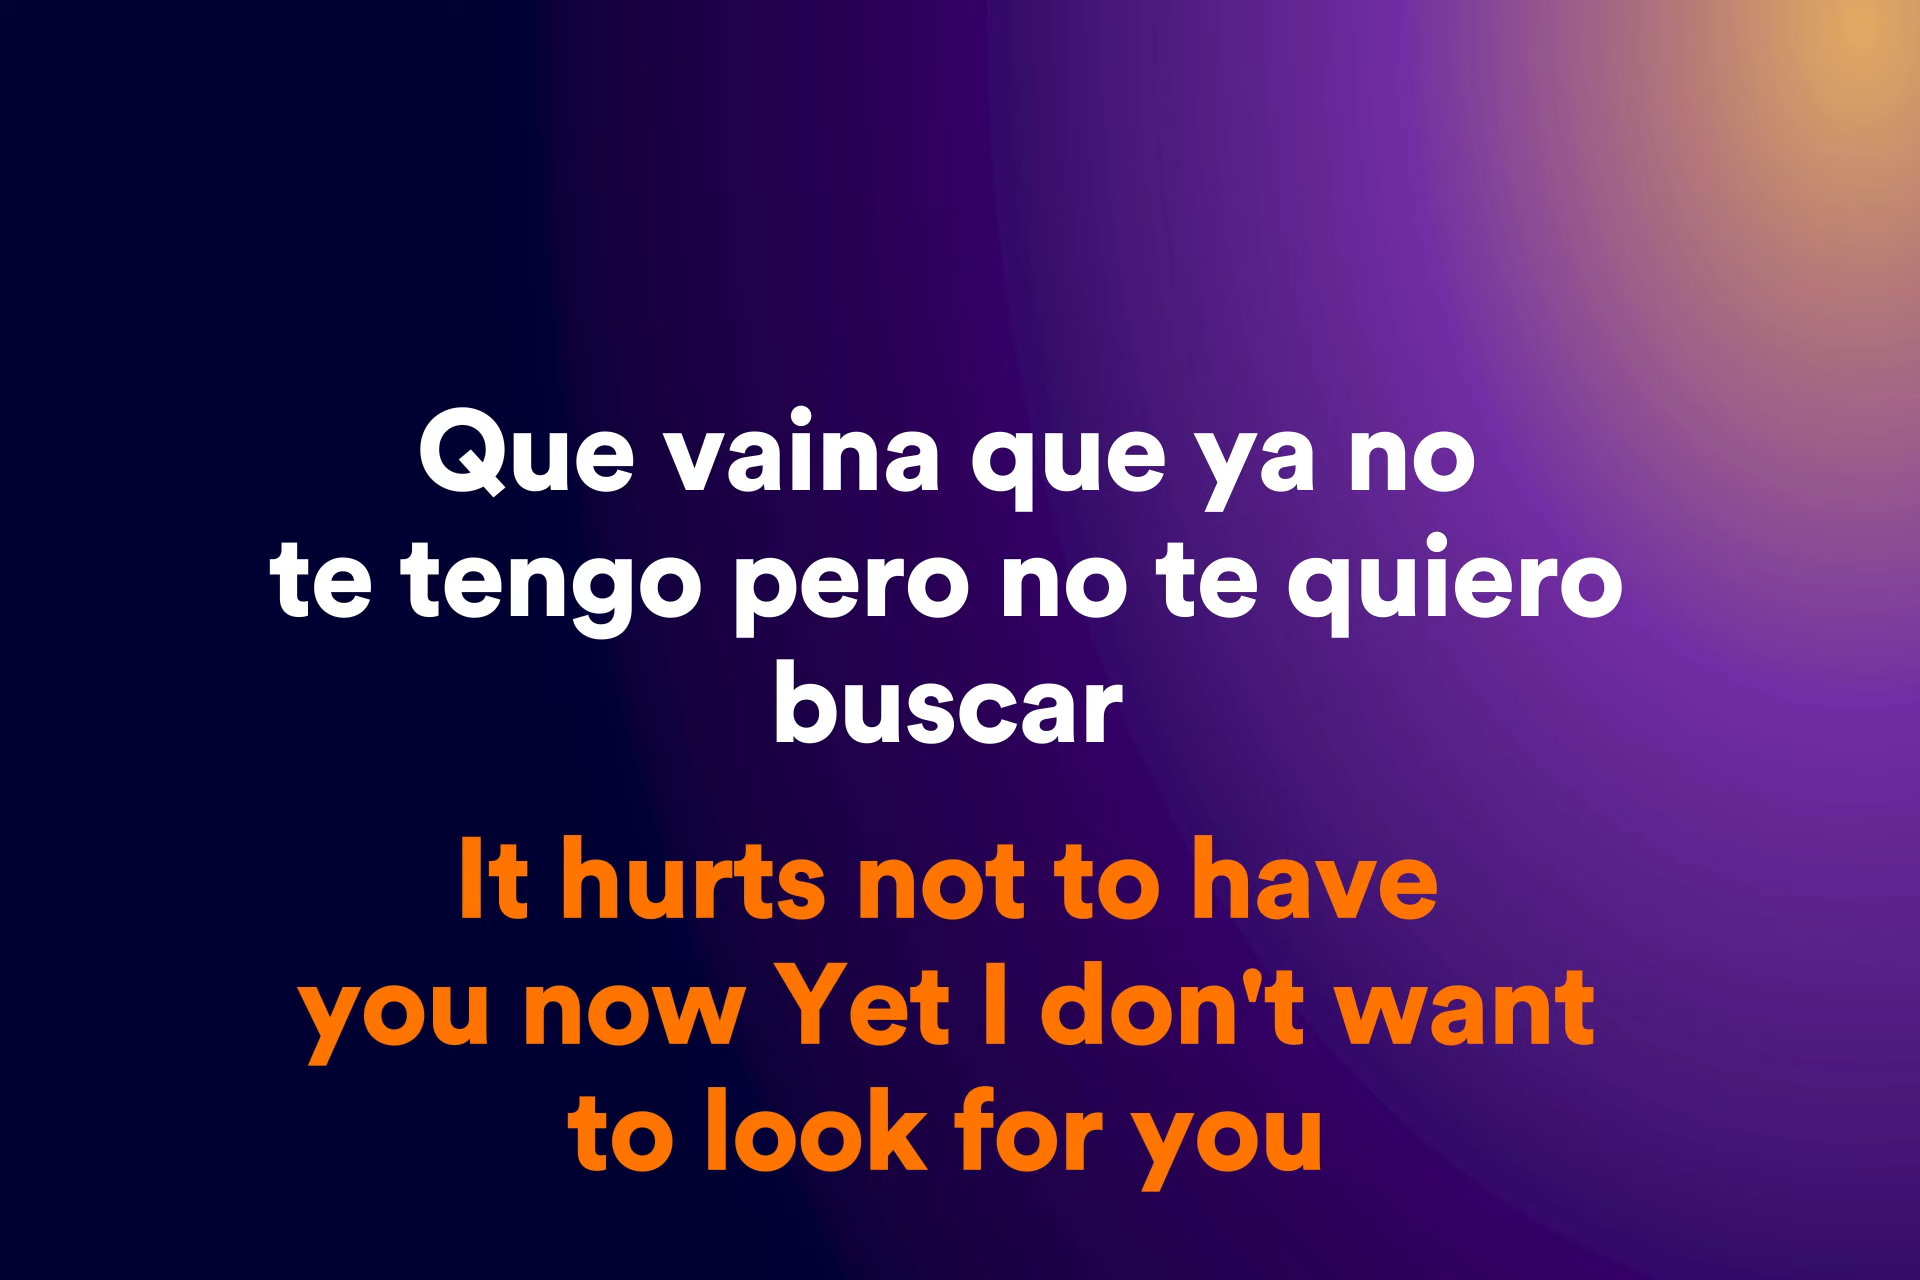 Que vaina que ya no
te tengo pero no te quiero
buscar
It hurts not to have
you now Yet I don't want
to look for you